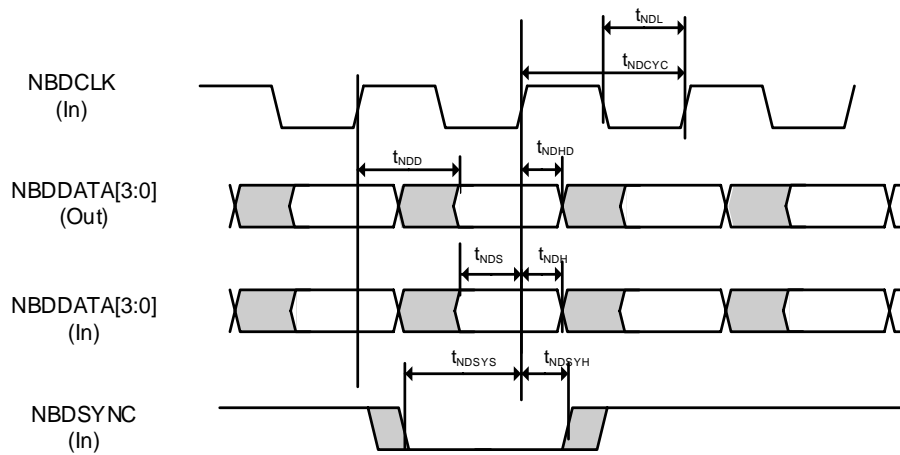 tNDL
tNDCYC
NBDCLK
(In)
tNDD
tNDHD
NBDDATA[3:0]
(Out)
tNDS
tNDH
NBDDATA[3:0]
(In)
tNDSYS
tNDSYH
NBDSYNC
(In)